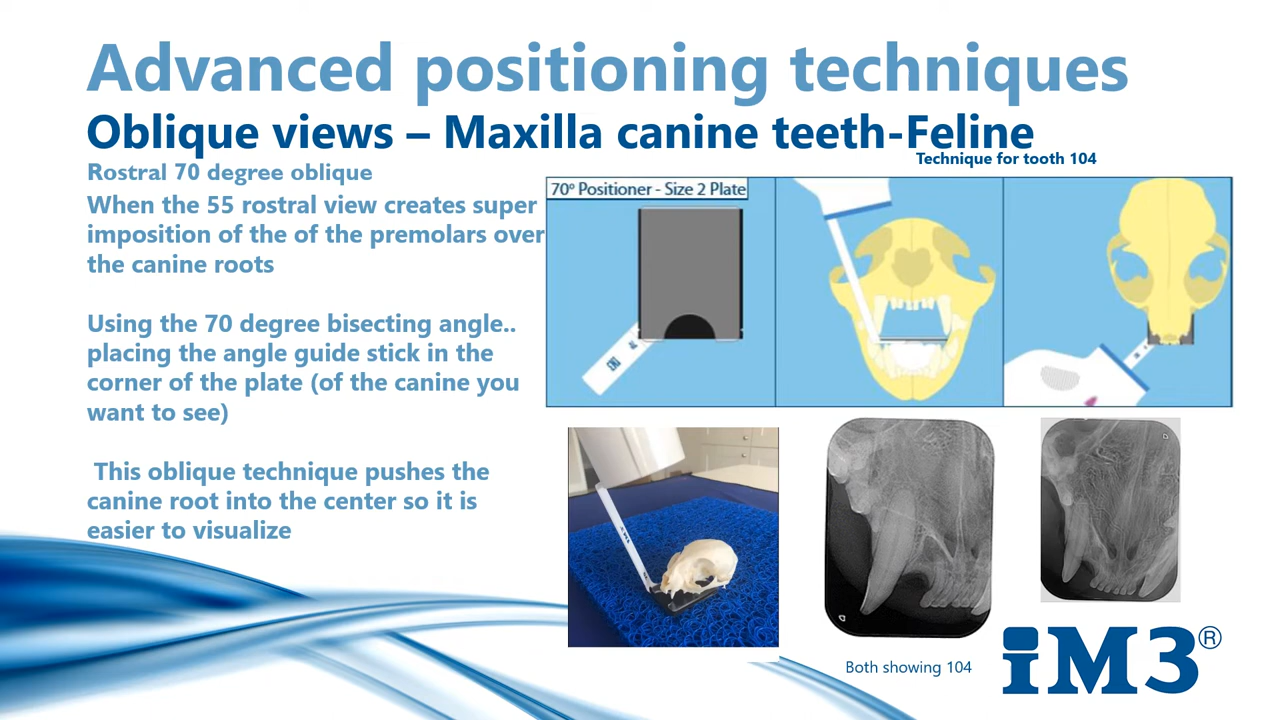 Advanced positioning techniques
Oblique views – Maxilla canine teeth-Feline
Technique for tooth 104
Rostral 70 degree oblique
When the 55 rostral view creates super
imposition of the of the premolars over
the canine roots
Using the 70 degree bisecting angle..
placing the angle guide stick in the
corner of the plate (of the canine you
want to see)
This oblique technique pushes the
canine root into the center so it is
easier to visualize
70º Positioner - Size 2 Plate
Both showing 104
iM3®